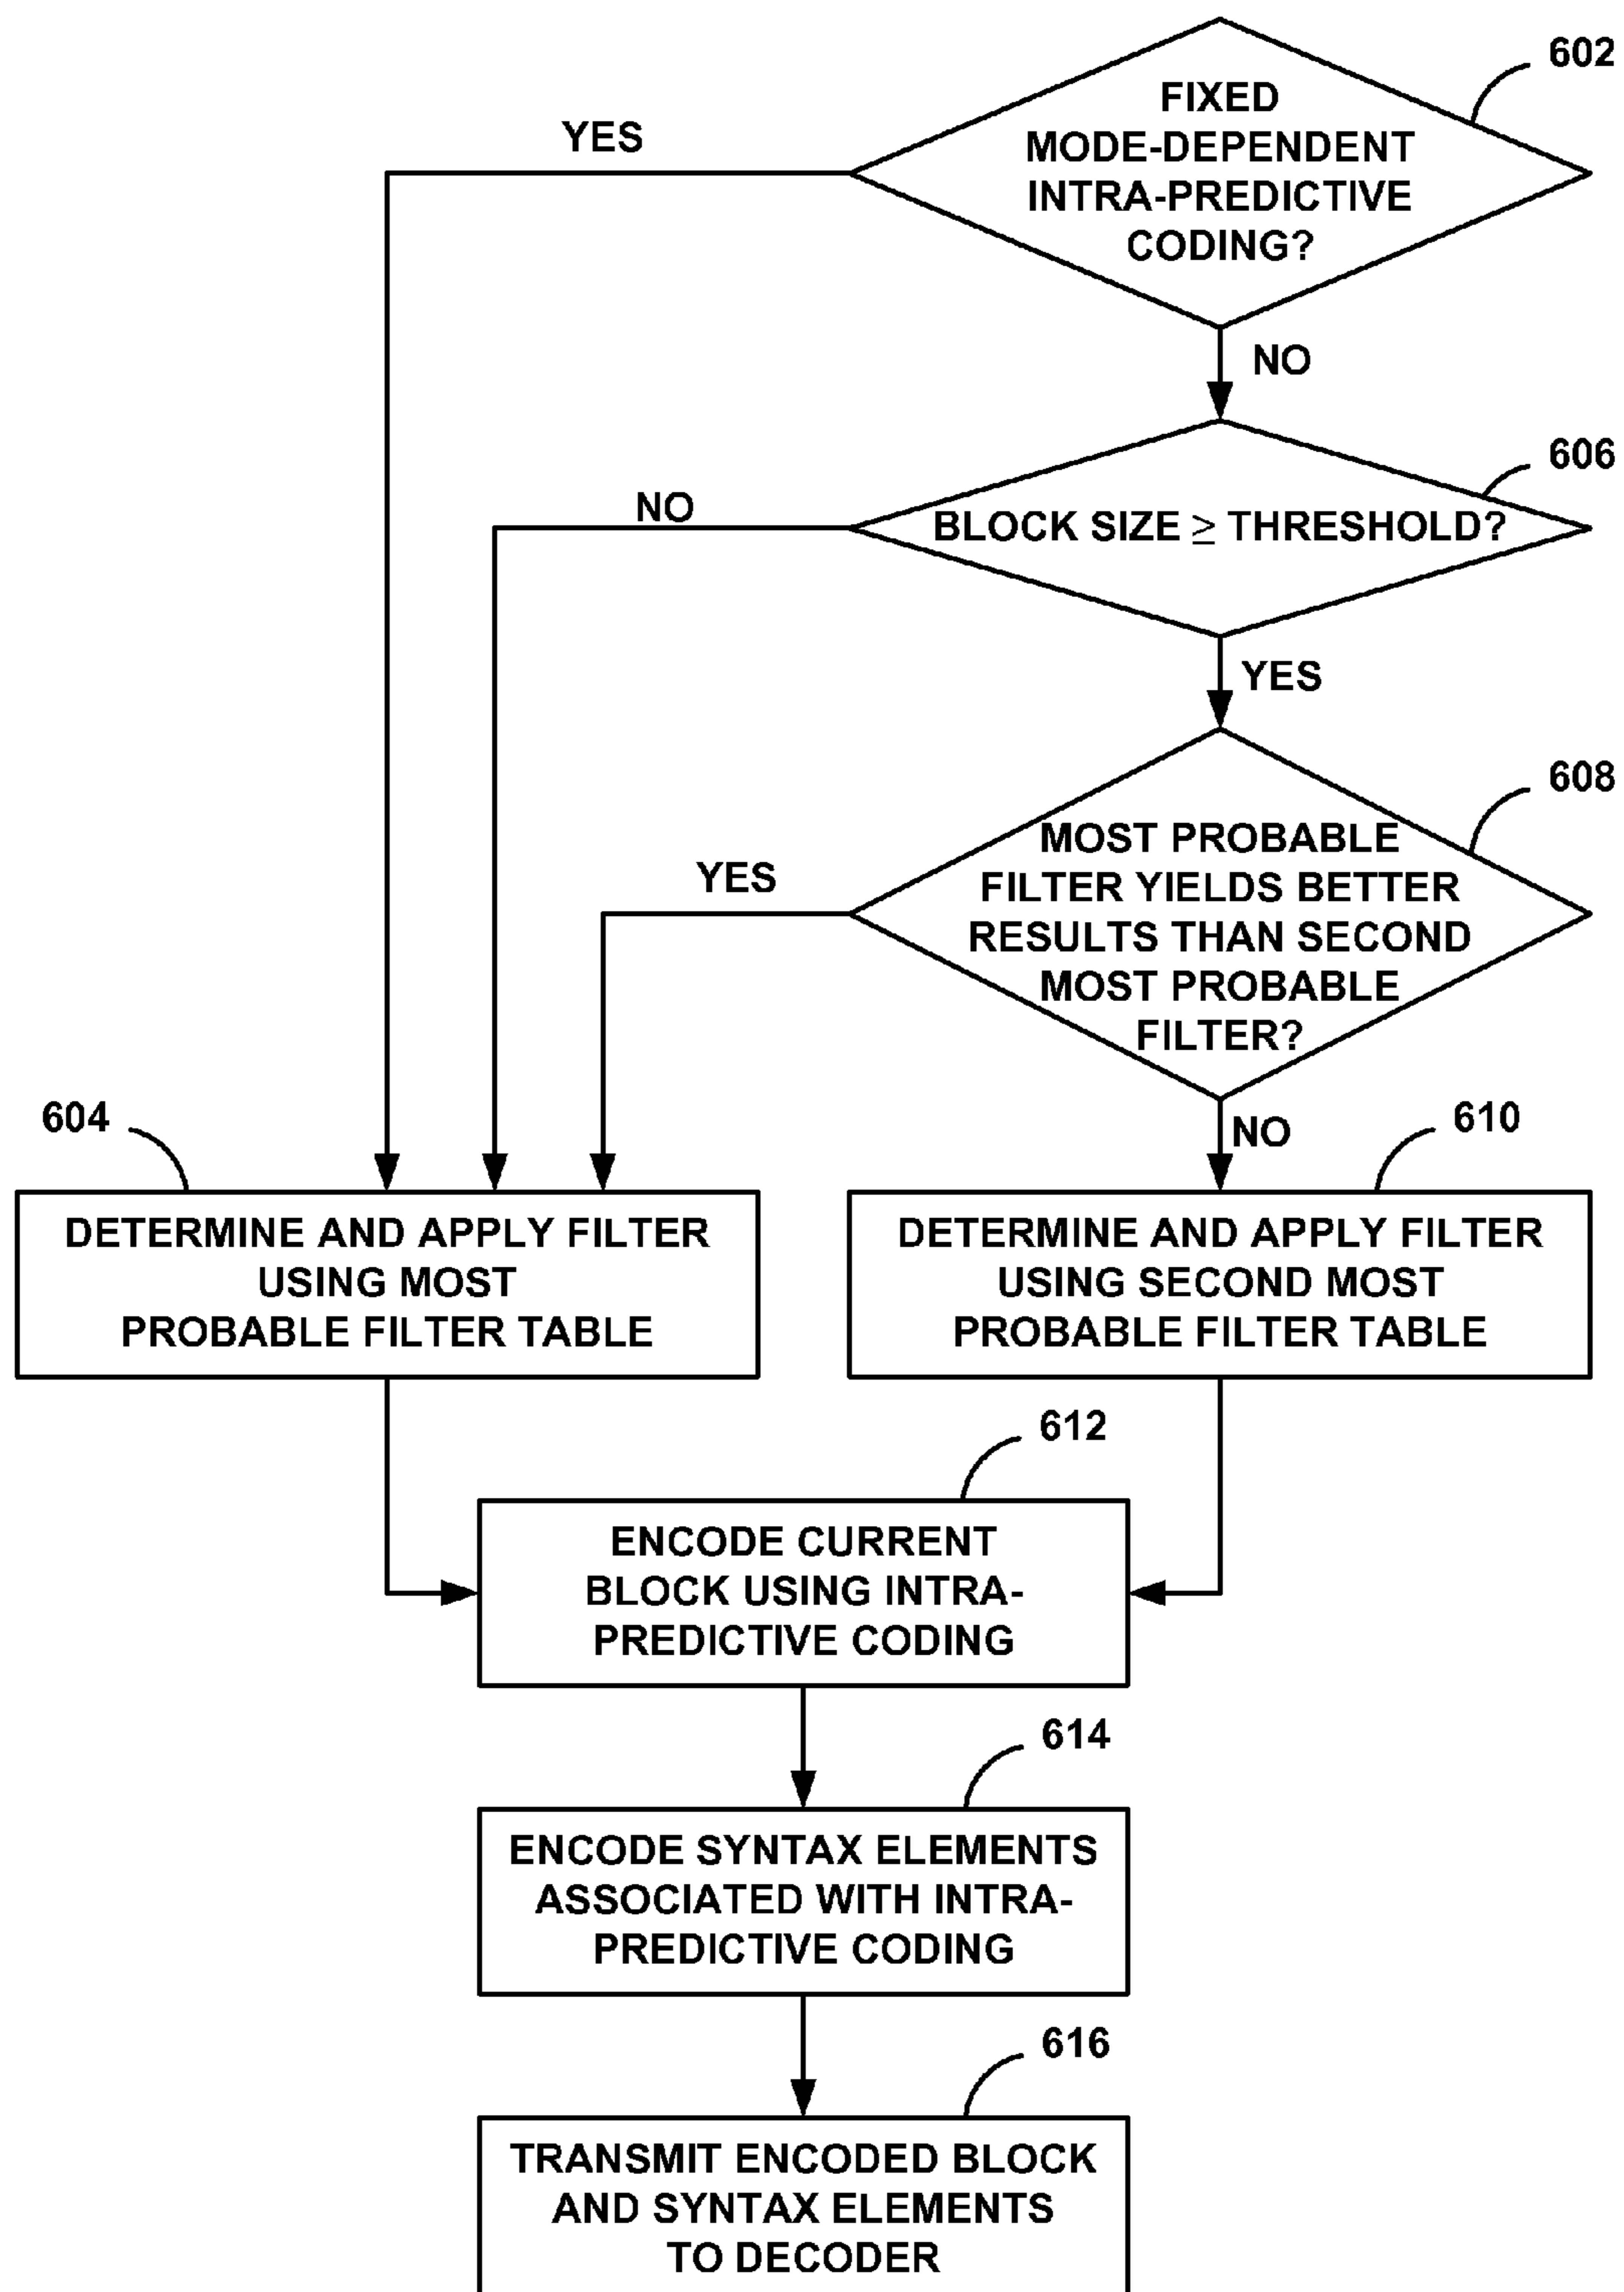 602
FIXED
MODE-DEPENDENT
INTRA-PREDICTIVE
CODING?
YES
NO
606
BLOCK SIZE ≥ THRESHOLD?
NO
YES
608
MOST PROBABLE
FILTER YIELDS BETTER
RESULTS THAN SECOND
MOST PROBABLE
FILTER?
YES
NO
604
DETERMINE AND APPLY FILTER
USING MOST
PROBABLE FILTER TABLE
610
DETERMINE AND APPLY FILTER
USING SECOND MOST
PROBABLE FILTER TABLE
612
ENCODE CURRENT
BLOCK USING INTRA-
PREDICTIVE CODING
614
ENCODE SYNTAX ELEMENTS
ASSOCIATED WITH INTRA-
PREDICTIVE CODING
616
TRANSMIT ENCODED BLOCK
AND SYNTAX ELEMENTS
TO DECODER